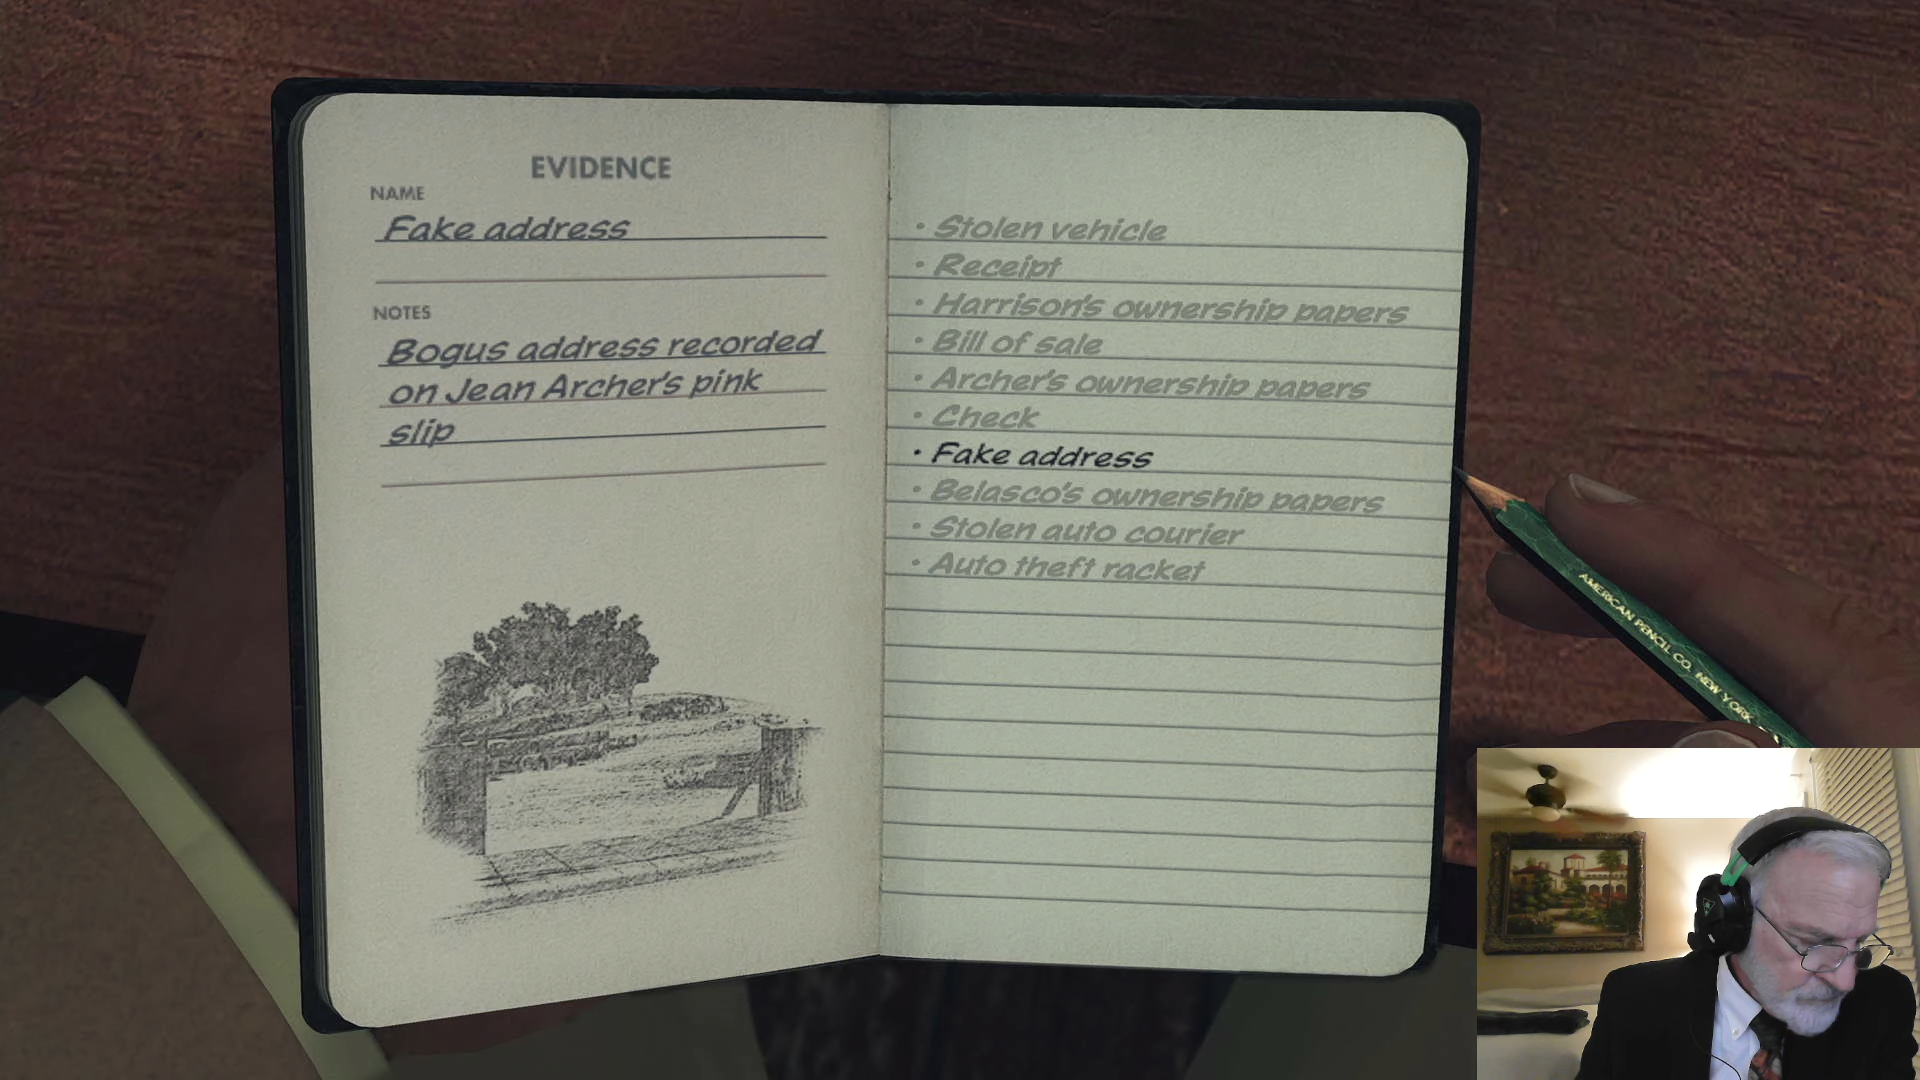 EVIDENCE
NAME
Fake address
NOTES
Bogus address recorded
on Jean Archer's pink
slip
• Stolen vehicle
• Receipt
• Harrison's ownership papers
• Bill of sale
• Archer's ownership papers
• Check
• Fake address
• Belasco's ownership papers
• Stolen auto courier
• Auto theft racket
AMERICAN PENCIL CO. NEW YORK